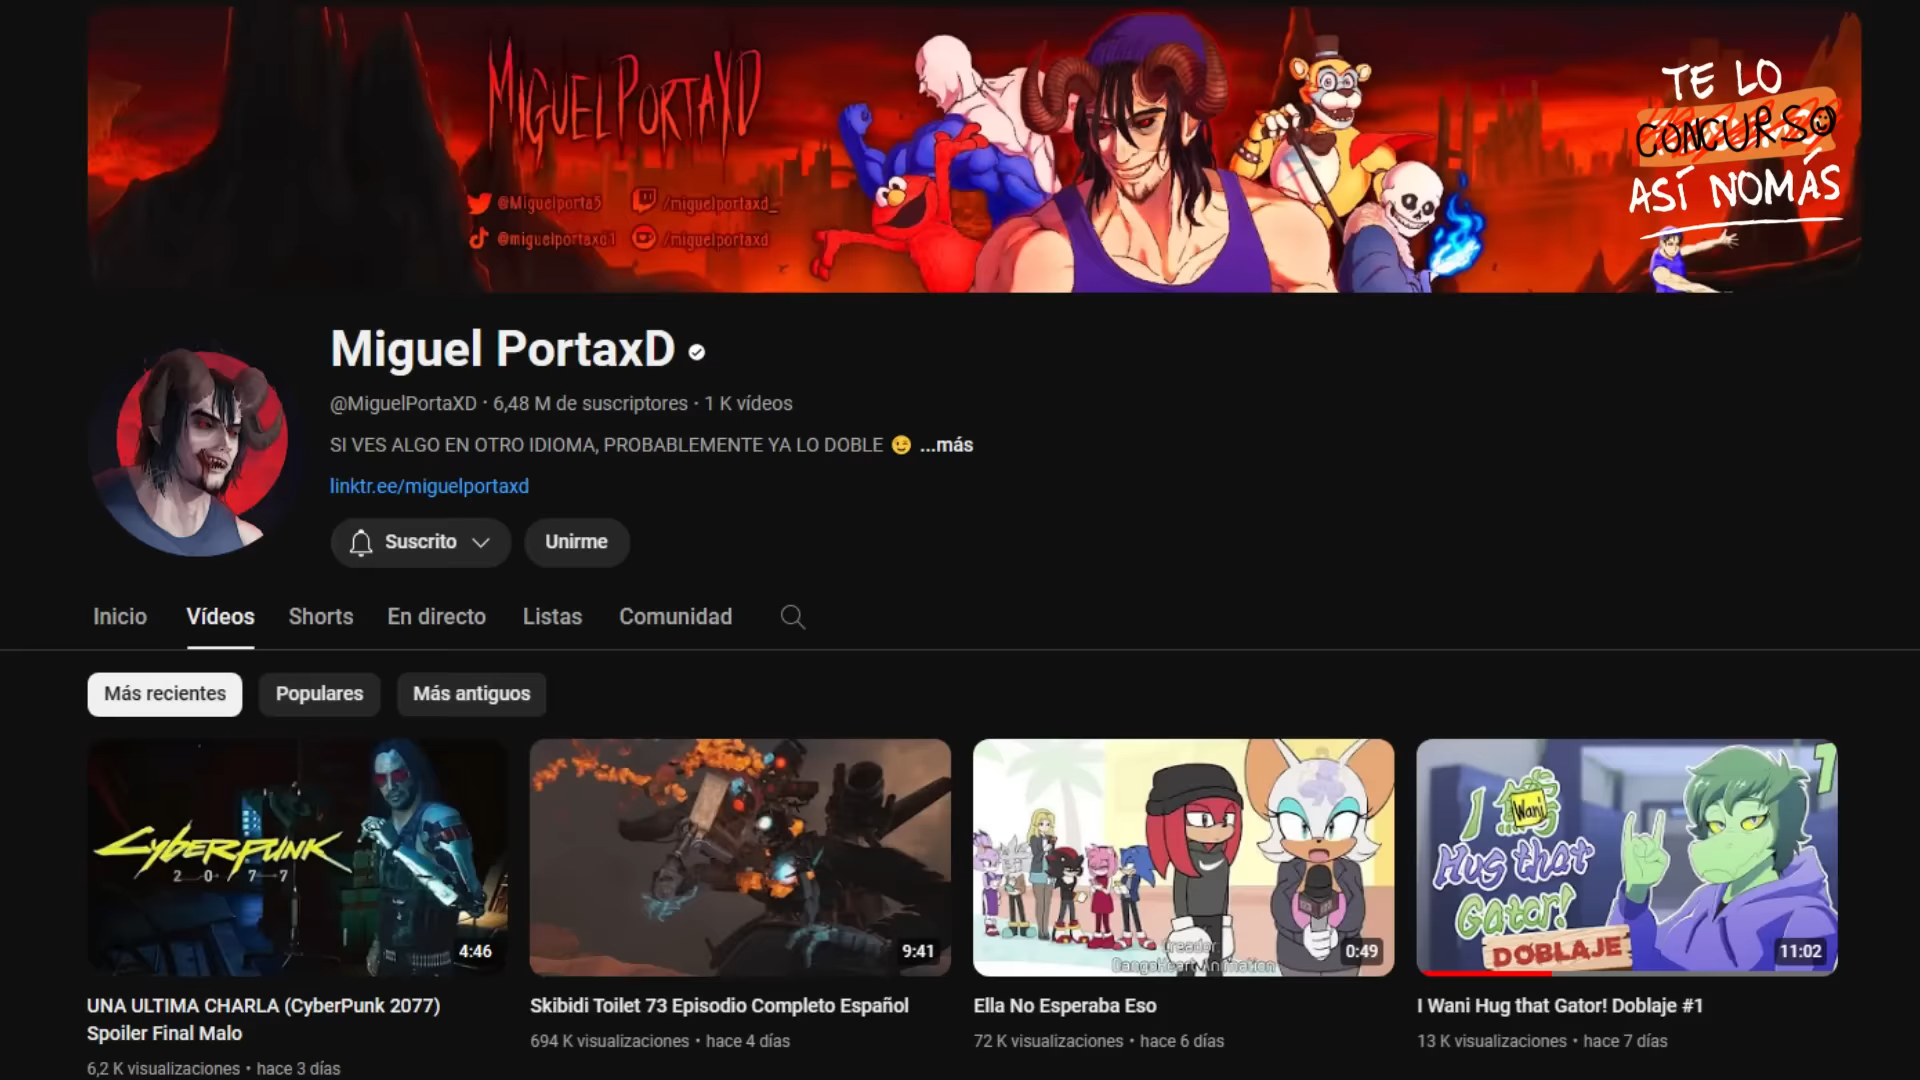 MIGUELPORTAXD
@Miguelporta5
/miguelportaxd_
@miguelportaxd1
/miguelportaxd
TE LO
CONCURSO
ASÍ NOMÁS
Miguel PortaxD
@MiguelPortaXD · 6,48 M de suscriptores · 1 K vídeos
SI VES ALGO EN OTRO IDIOMA, PROBABLEMENTE YA LO DOBLE 😉 ...más
linktr.ee/miguelportaxd
Suscrito
Unirme
Inicio
Vídeos
Shorts
En directo
Listas
Comunidad
Más recientes
Populares
Más antiguos
CYBERPUNK
2077
4:46
9:41
creador:
DangoHeart Animation
0:49
1
I
Wani
Hug that
Gator!
DOBLAJE
11:02
UNA ULTIMA CHARLA (CyberPunk 2077)
Spoiler Final Malo
6,2 K visualizaciones · hace 3 días
Skibidi Toilet 73 Episodio Completo Español
694 K visualizaciones · hace 4 días
Ella No Esperaba Eso
72 K visualizaciones · hace 6 días
I Wani Hug that Gator! Doblaje #1
13 K visualizaciones · hace 7 días